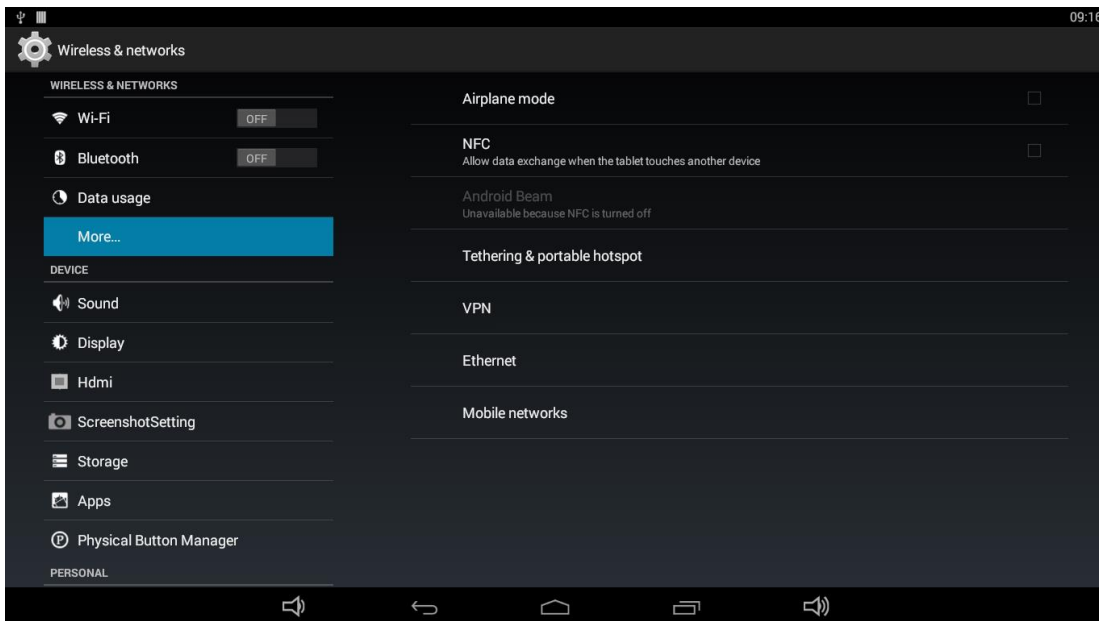 09:16
Wireless & networks
WIRELESS & NETWORKS
Wi-Fi
OFF
Bluetooth
OFF
Data usage
More...
DEVICE
Sound
Display
Hdmi
ScreenshotSetting
Storage
Apps
Physical Button Manager
PERSONAL
Airplane mode
NFC
Allow data exchange when the tablet touches another device
Android Beam
Unavailable because NFC is turned off
Tethering & portable hotspot
VPN
Ethernet
Mobile networks